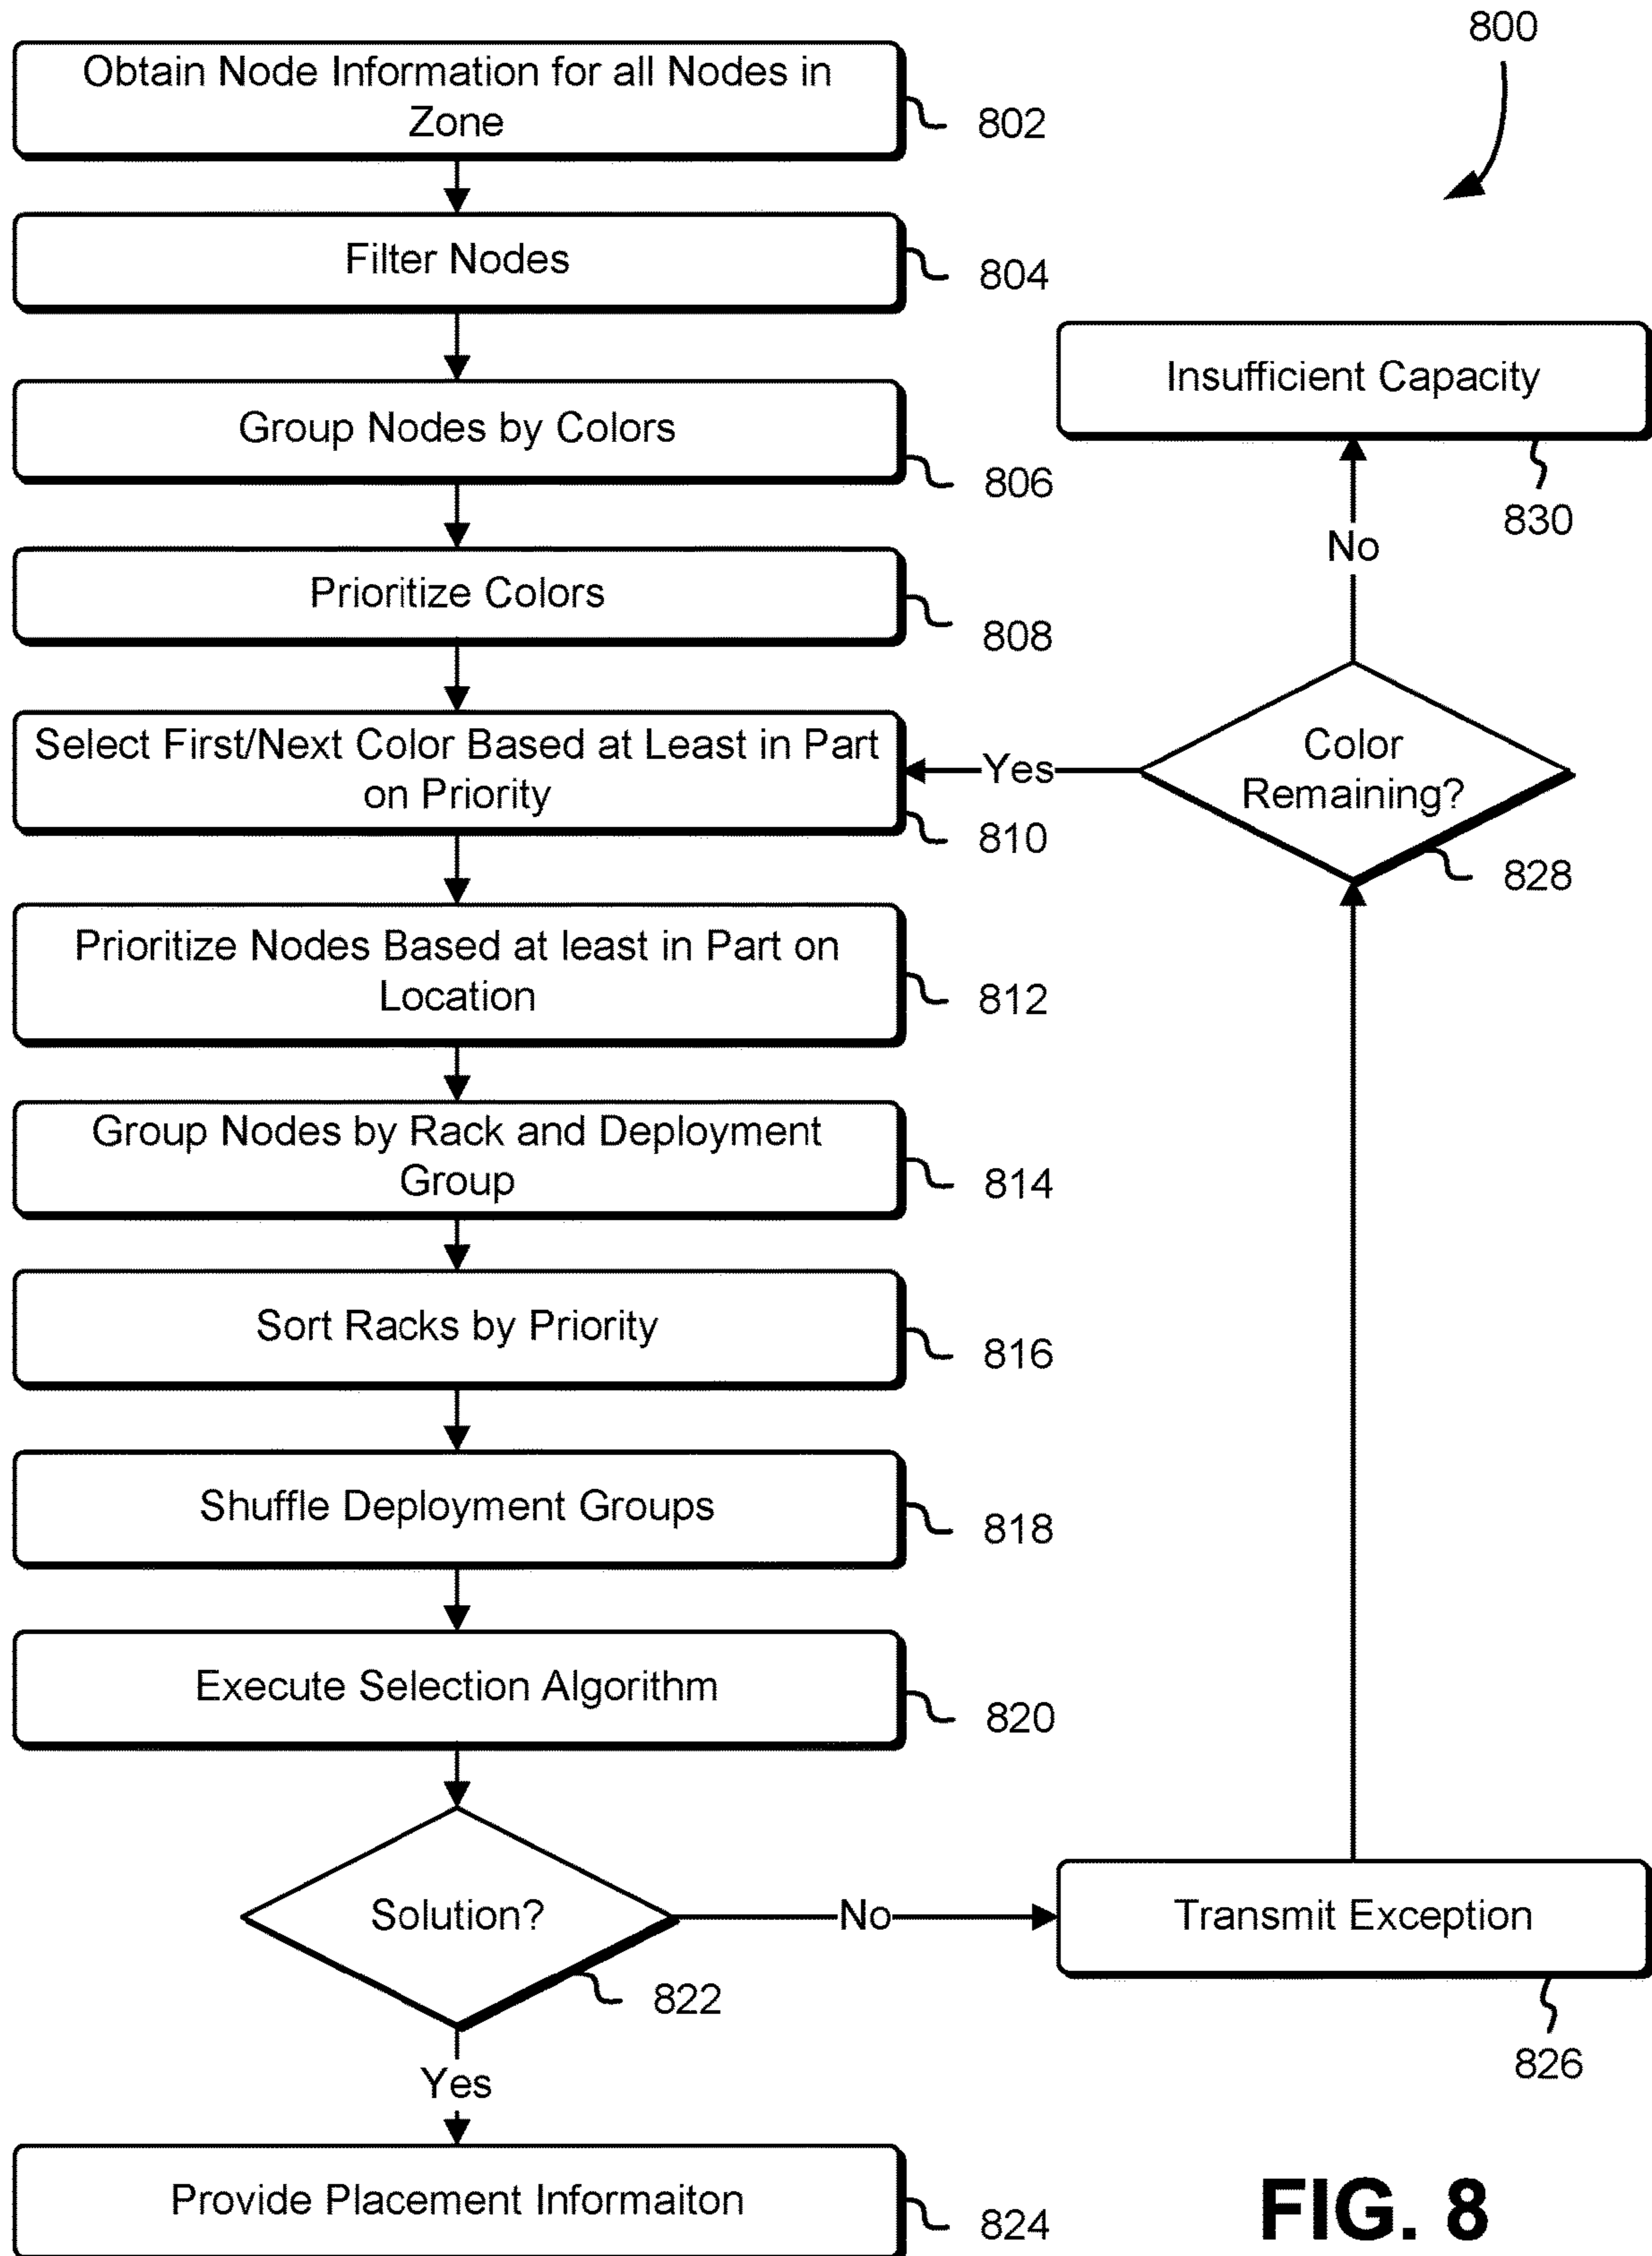 800
Obtain Node Information for all Nodes in
Zone
802
Filter Nodes
804
Group Nodes by Colors
806
Prioritize Colors
808
Select First/Next Color Based at Least in Part
on Priority
810
Prioritize Nodes Based at least in Part on
Location
812
Group Nodes by Rack and Deployment
Group
814
Sort Racks by Priority
816
Shuffle Deployment Groups
818
Execute Selection Algorithm
820
Solution?
822
Yes
Provide Placement Informaiton
824
No
Transmit Exception
826
Color
Remaining?
828
Yes
No
Insufficient Capacity
830
FIG. 8